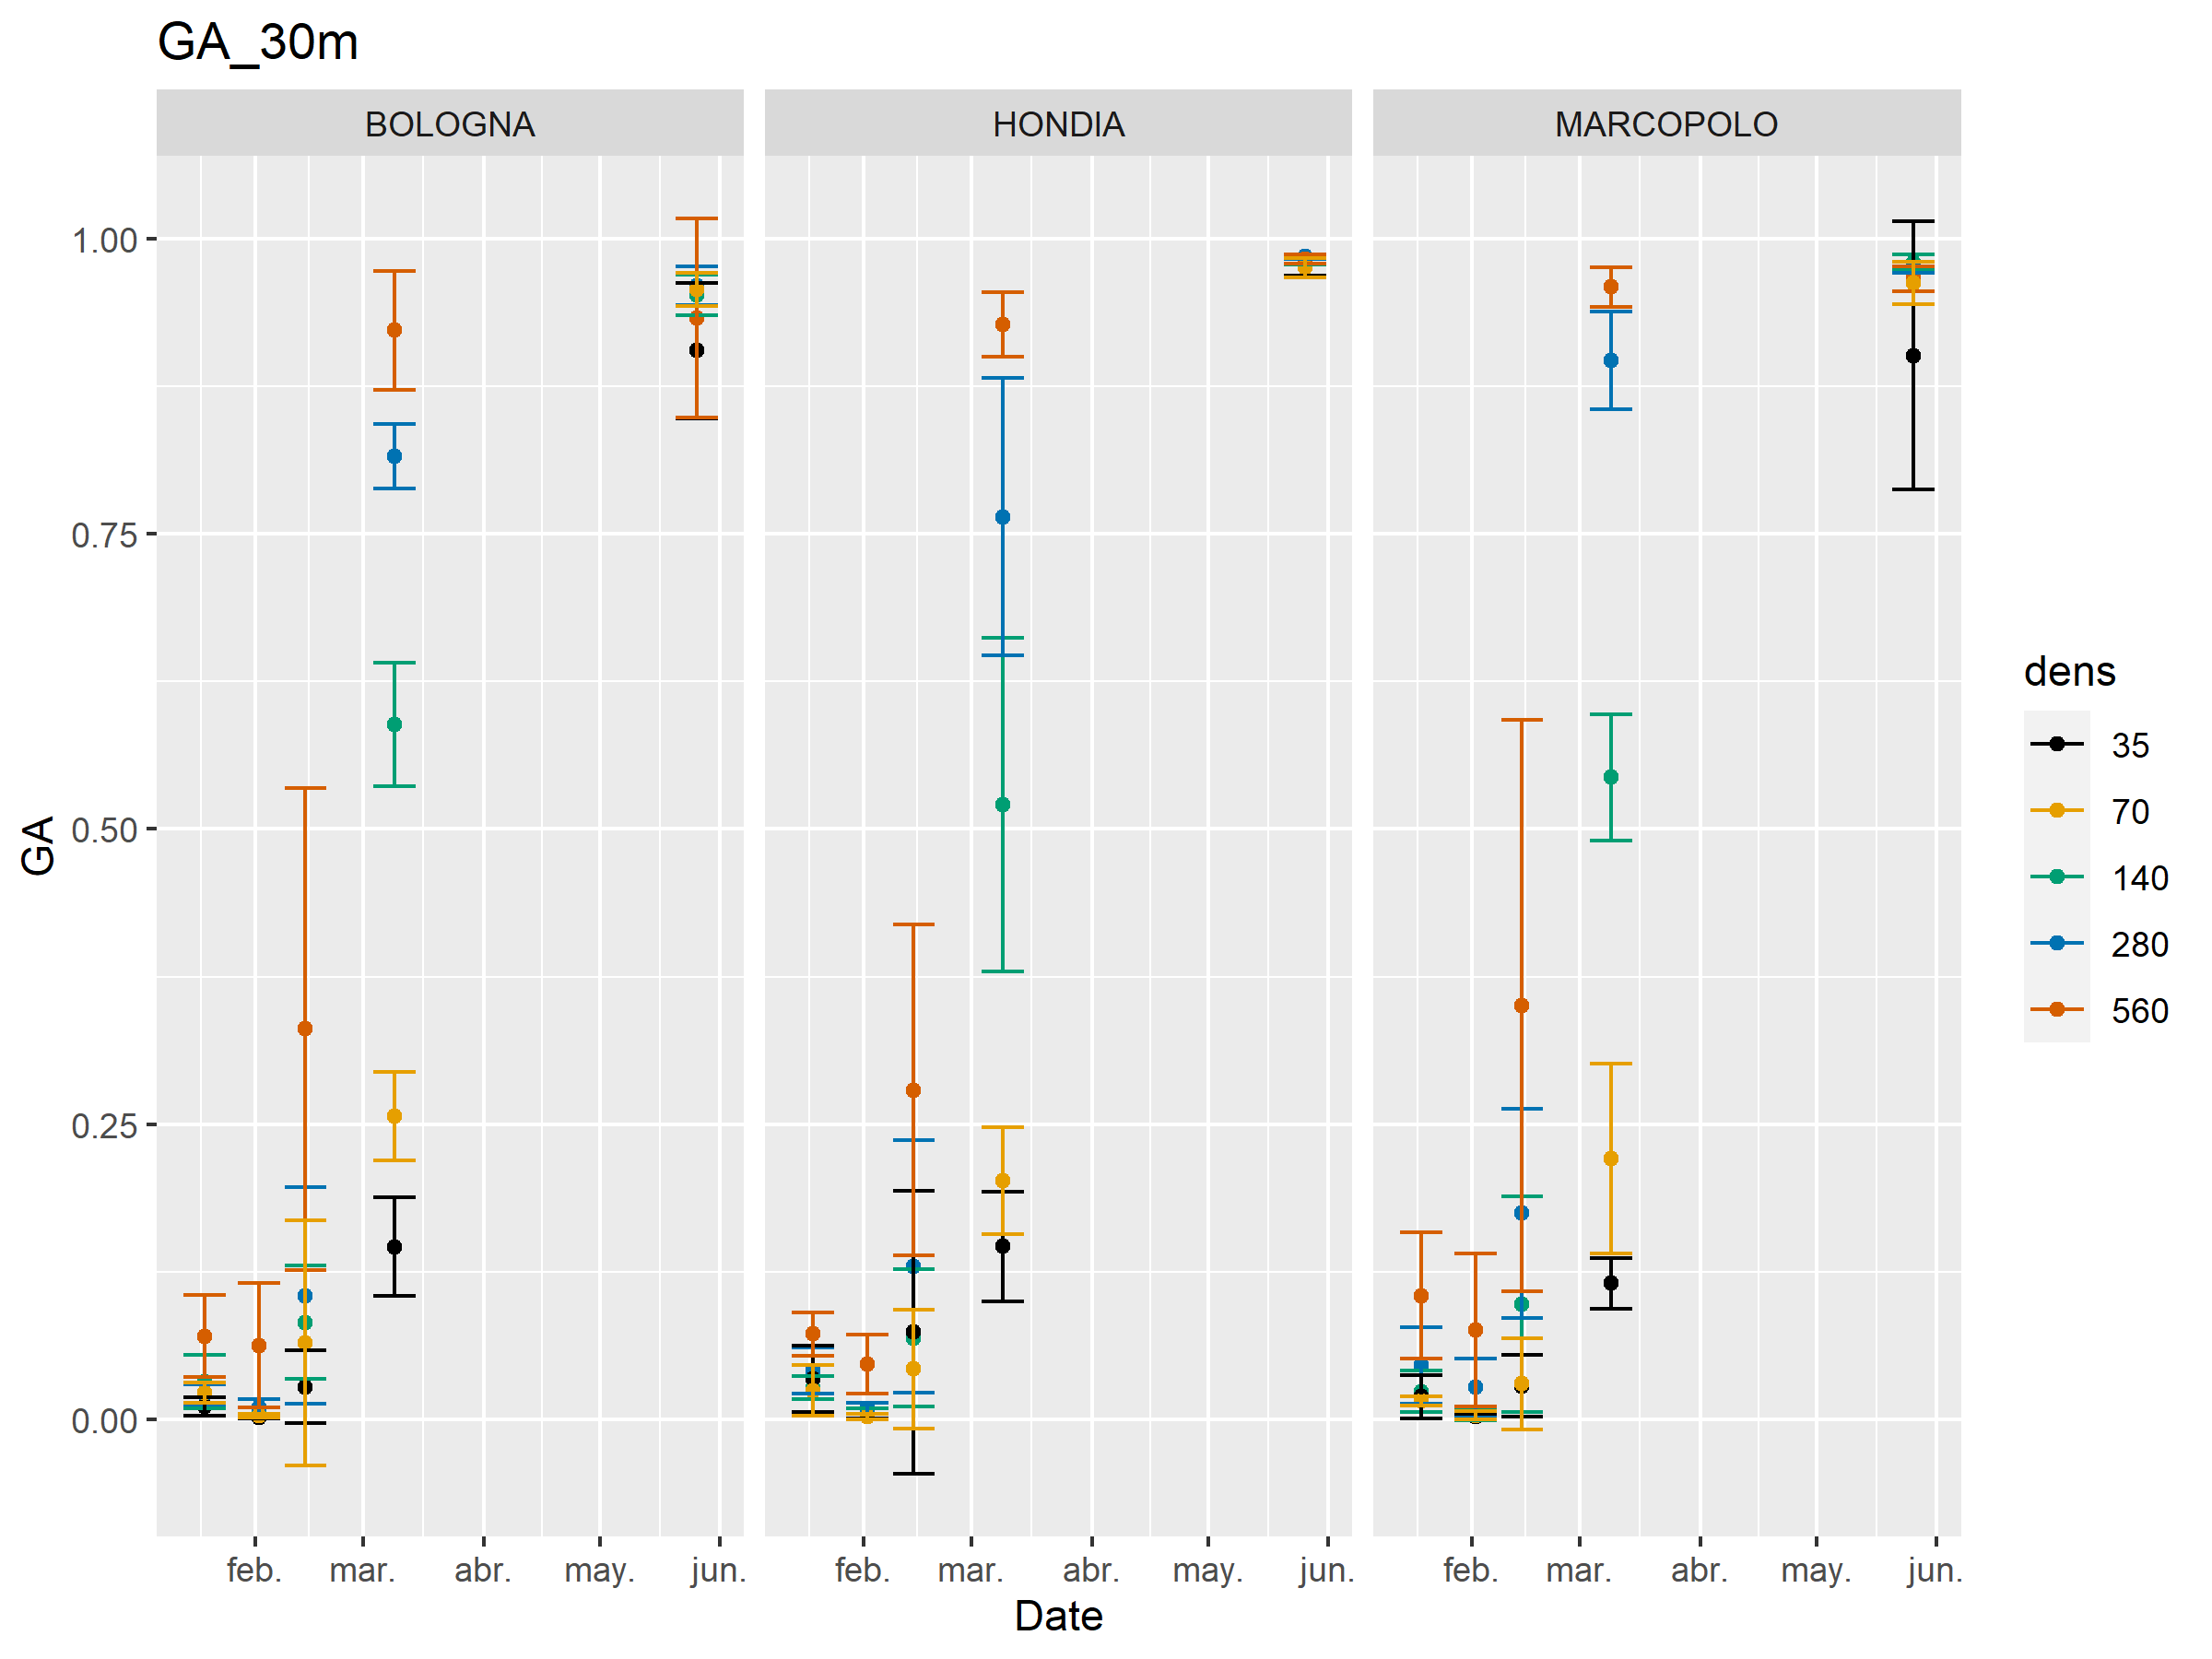 GA_30m
BOLOGNA HONDIA MARCOPOLO
1.00
0.75
0.50
0.25
0.00
GA
feb. mar. abr. may. jun. feb. mar. abr. may. jun. feb. mar. abr. may. jun.
Date
dens
35
70
140
280
560